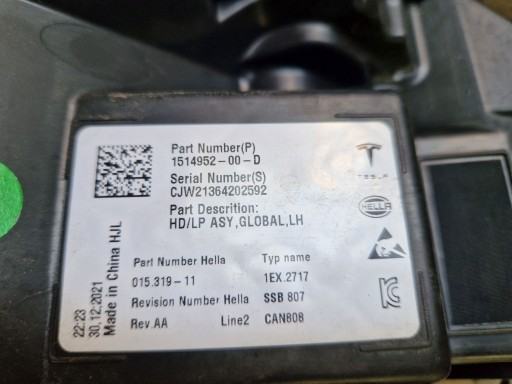 Part Number(P)
1514952-00-D
Serial Number(S)
CJW21364202592
Part Descrition:
HD/LP ASY,GLOBAL,LH
TESLA
HELLA
Part Number Hella
Typ name
015.319-11
1EX.2717
Revision Number Hella
SSB 807
Rev.AA
Line2
CAN808
22:23
30.12.2021
Made in China HJL